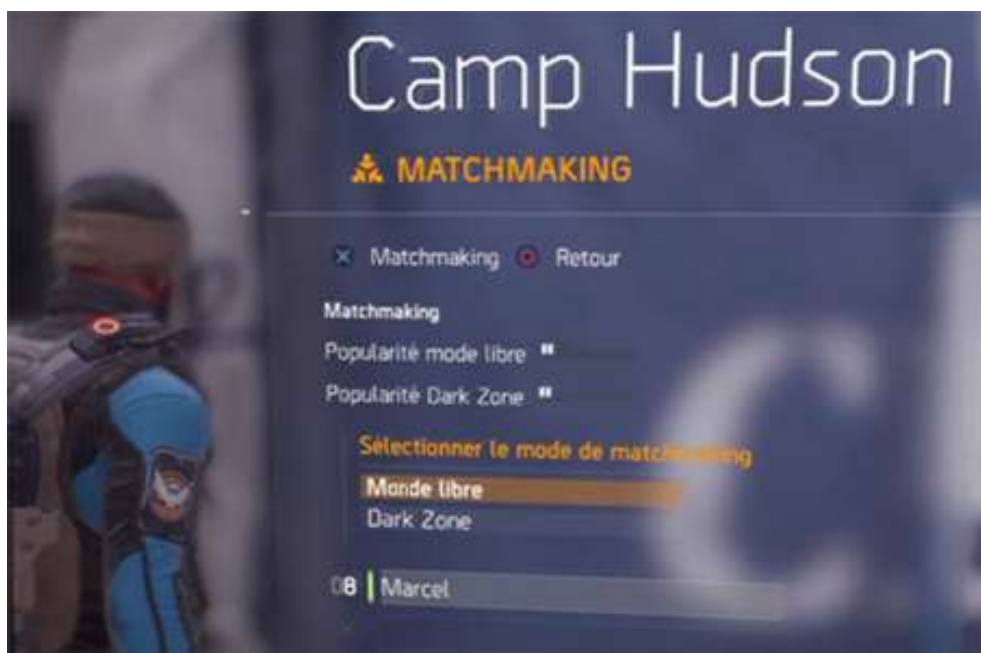 Camp Hudson
MATCHMAKING
Matchmaking Retour
Matchmaking
Popularité mode libre
Popularité Dark Zone
Sélectionner le mode de matchmaking
Monde libre
Dark Zone
08 Marcel